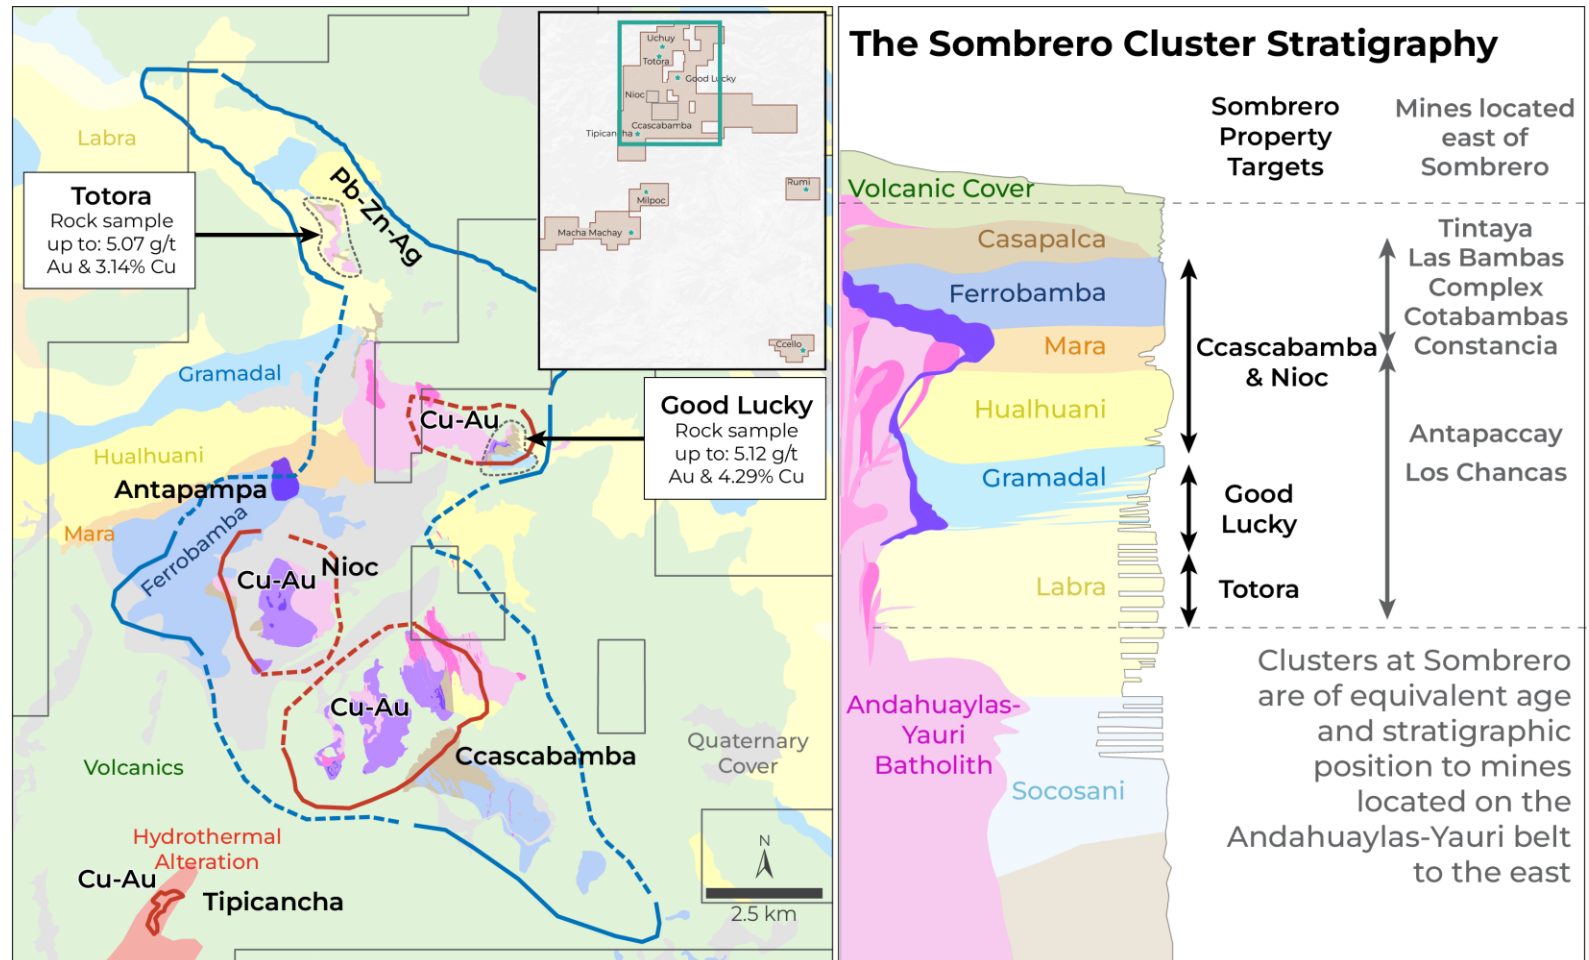 Labra
Totora
Rock sample
up to: 5.07 g/t
Au & 3.14% Cu
Pb-Zn-Ag
Gramadal
Hualhuani
Antapampa
Mara
Ferrobamba
Cu-Au
Nioc
Cu-Au
Good Lucky
Rock sample
up to: 5.12 g/t
Au & 4.29% Cu
Cu-Au
Ccascabamba
Quaternary
Cover
Volcanics
Hydrothermal
Alteration
Cu-Au
Tipicancha
N
2.5 km
Uchuy
Totora
Good Lucky
Nioc
Ccascabamba
Tipicancha
Milpoc
Rumi
Macha Machay
Ccello
The Sombrero Cluster Stratigraphy
Sombrero
Property
Targets
Mines located
east of
Sombrero
Volcanic Cover
Casapalca
Ferrobamba
Mara
Hualhuani
Gramadal
Labra
Andahuaylas-
Yauri
Batholith
Socosani
Ccascabamba
& Nioc
Good
Lucky
Totora
Tintaya
Las Bambas
Complex
Cotabambas
Constancia
Antapaccay
Los Chancas
Clusters at Sombrero
are of equivalent age
and stratigraphic
position to mines
located on the
Andahuaylas-Yauri belt
to the east